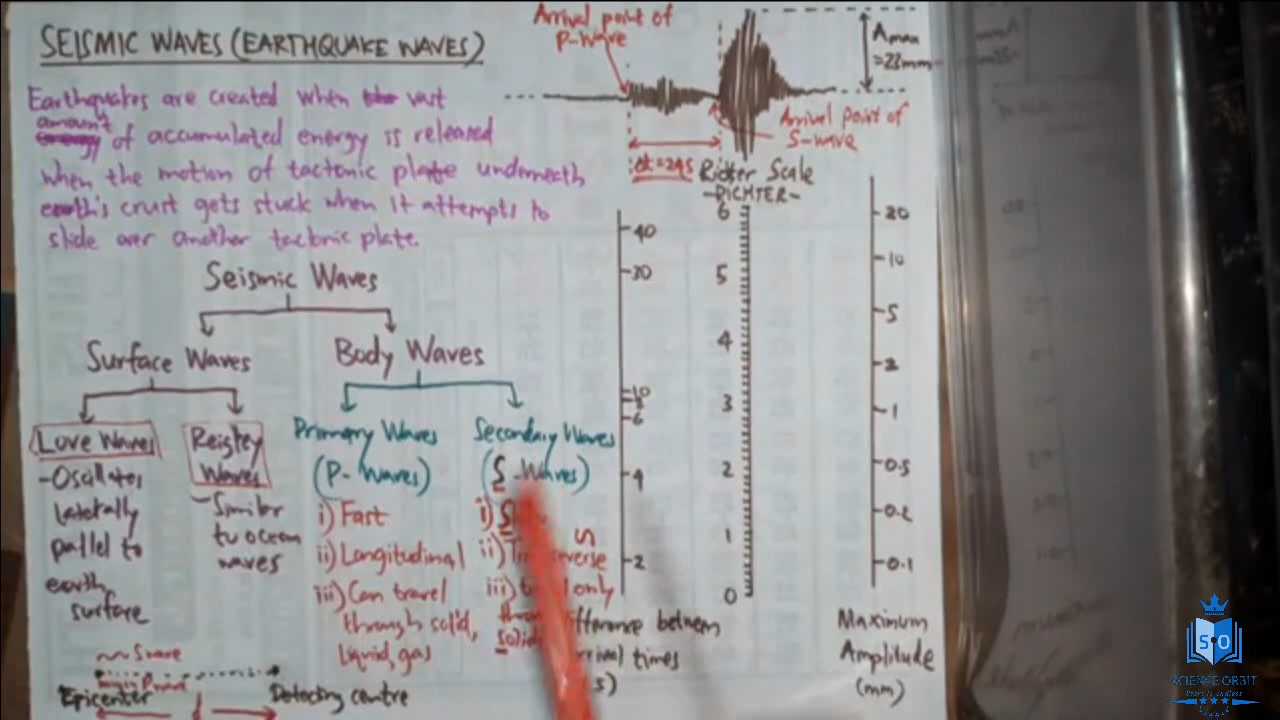 SEISMIC WAVES (EARTHQUAKE WAVES)
Earthquakes are created when vast
amount of accumulated energy is released
when the motion of tactonic plate underneath
earth's crust gets stuck when it attempts to
slide over another tactonic plate.
Seismic Waves
Surface Waves
Body Waves
Love Waves
- Oscillates
laterally
pallel to
earth
surface
Reigley
Waves
- Similar
to ocean
waves
Primary Waves
(P- Waves)
i) Fast
ii) Longitudinal
iii) Can travel
through solid,
liquid, gas
Secondary Waves
(S-Waves)
i) S
ii)
iii) only
solid
S wave
P wave
Epicenter
d
Detecting centre
Arrival point of
P-wave
Arrival point of
S-wave
Δt = 24s
Amax
= 23mm
Richter Scale
- RICHTER -
40
30
10
8
6
4
2
6
5
4
3
2
1
0
20
10
5
2
1
0.5
0.2
0.1
between
times
s)
Maximum
Amplitude
(mm)
S O
SCIENCE ORBIT